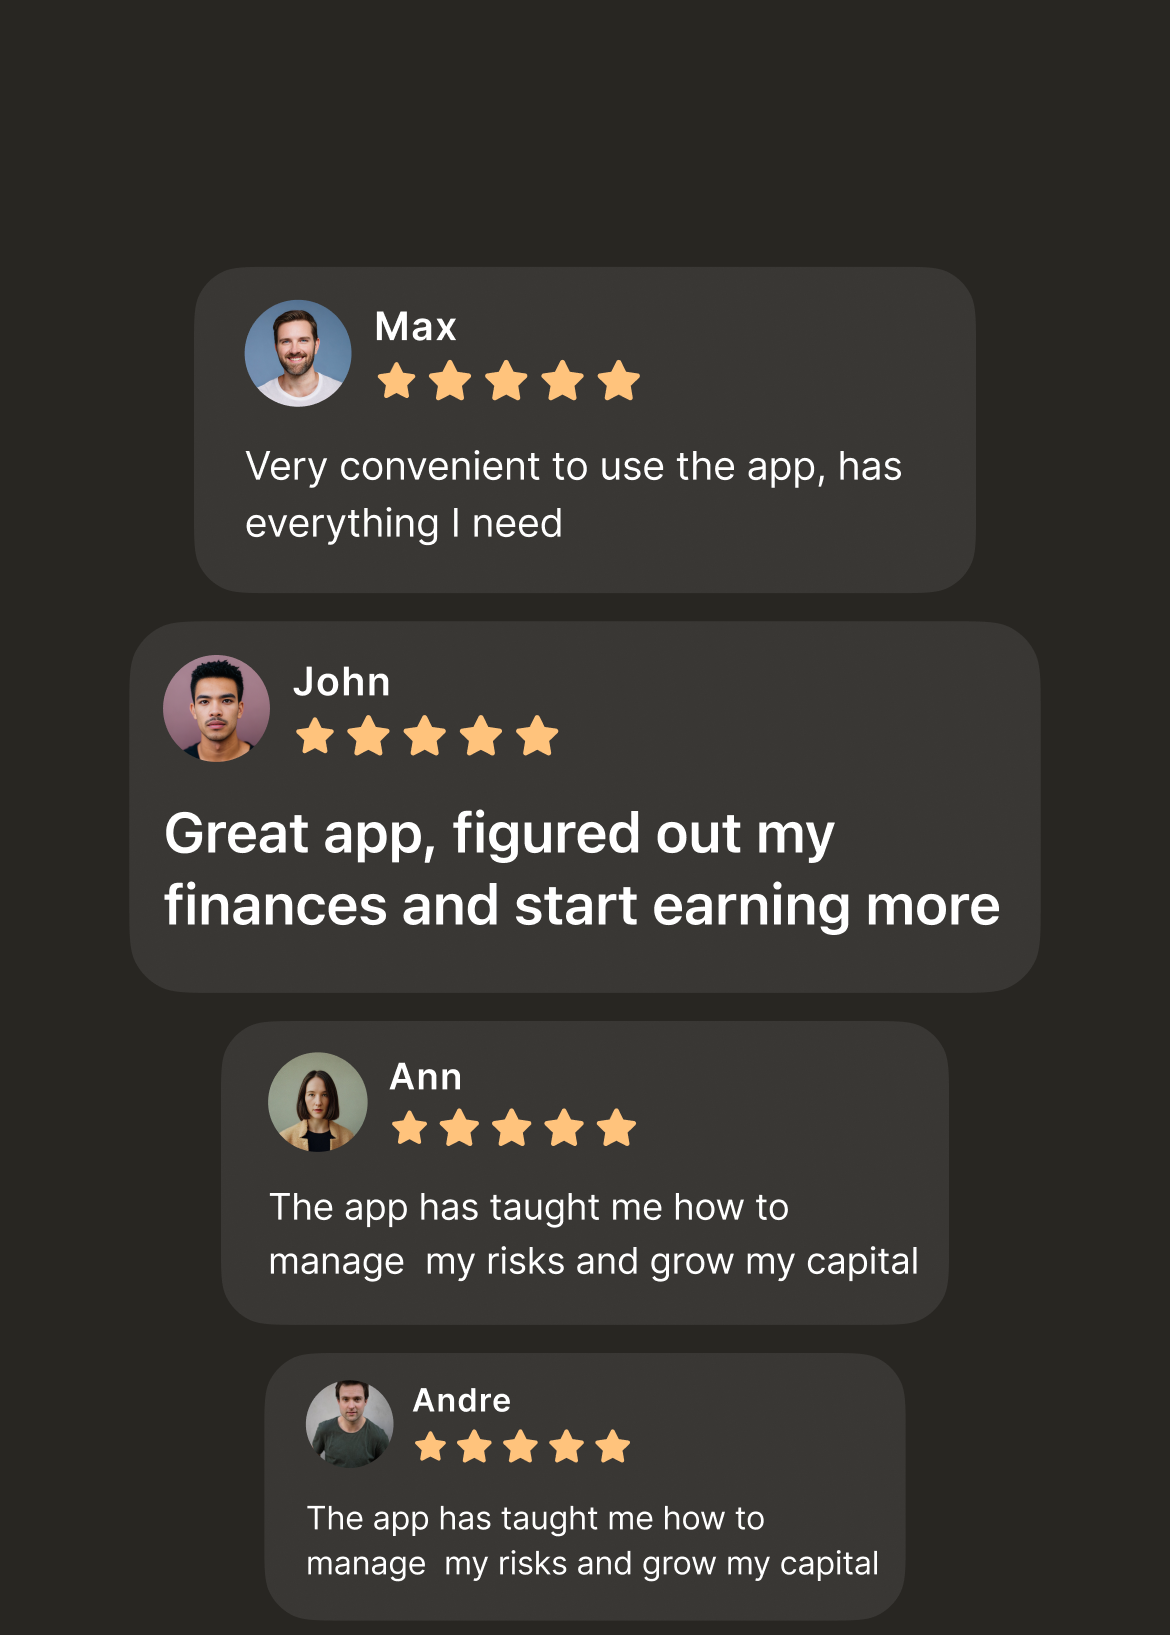 Max
Very convenient to use the app, has
everything I need
John
Great app, figured out my
finances and start earning more
Ann
The app has taught me how to
manage  my risks and grow my capital
Andre
The app has taught me how to
manage  my risks and grow my capital